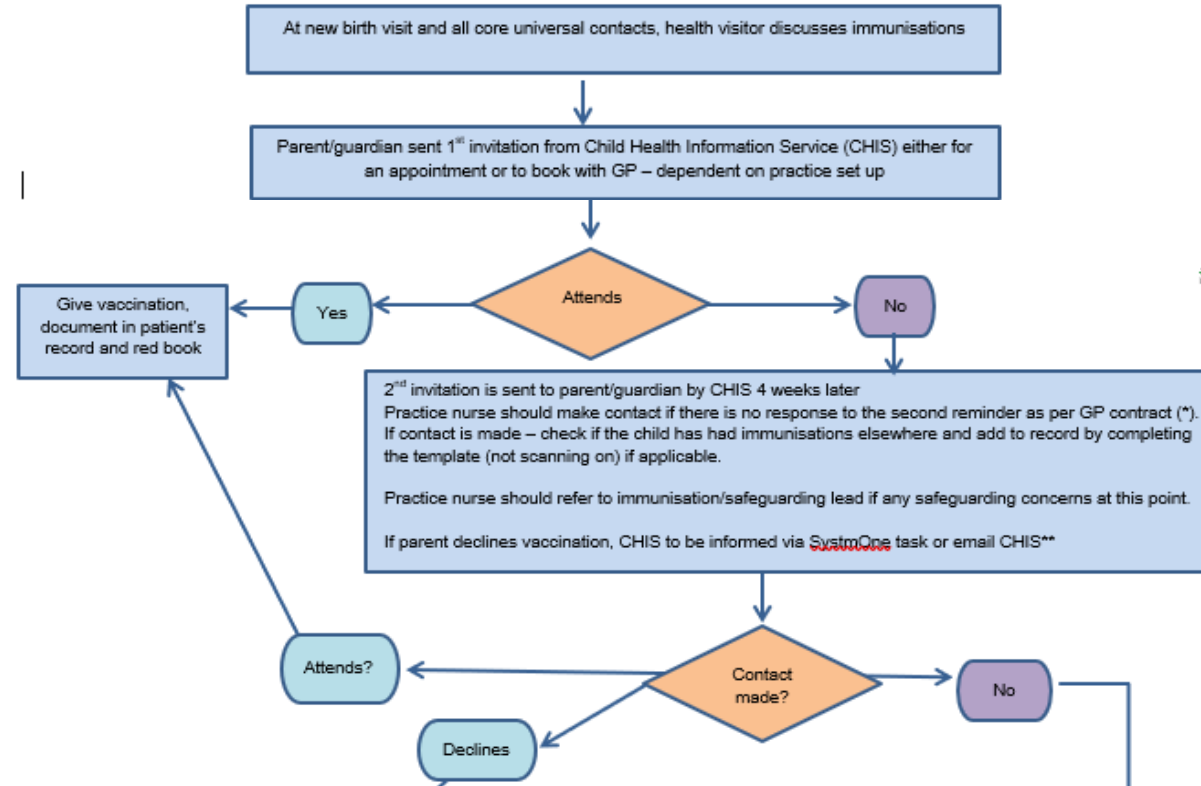 At new birth visit and all core universal contacts, health visitor discusses immunisations
Parent/guardian sent 1st invitation from Child Health Information Service (CHIS) either for
an appointment or to book with GP – dependent on practice set up
Attends
Yes
No
Give vaccination,
document in patient's
record and red book
2nd invitation is sent to parent/guardian by CHIS 4 weeks later
Practice nurse should make contact if there is no response to the second reminder as per GP contract (*).
If contact is made – check if the child has had immunisations elsewhere and add to record by completing
the template (not scanning on) if applicable.
Practice nurse should refer to immunisation/safeguarding lead if any safeguarding concerns at this point.
If parent declines vaccination, CHIS to be informed via SystmOne task or email CHIS**
Attends?
Contact
made?
No
Declines